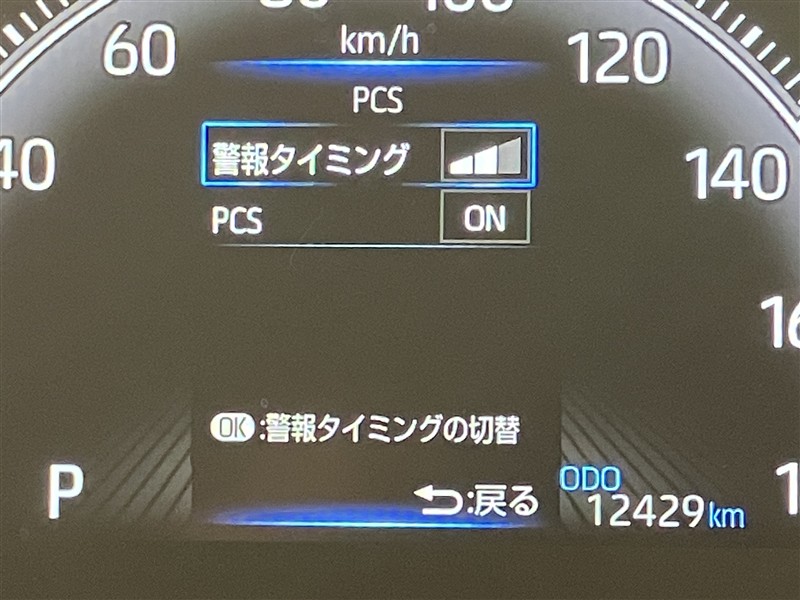 km/h
60
120
PCS
40
警報タイミング
140
PCS ON
OK:警報タイミングの切替
P
:戻る
ODO
12429km